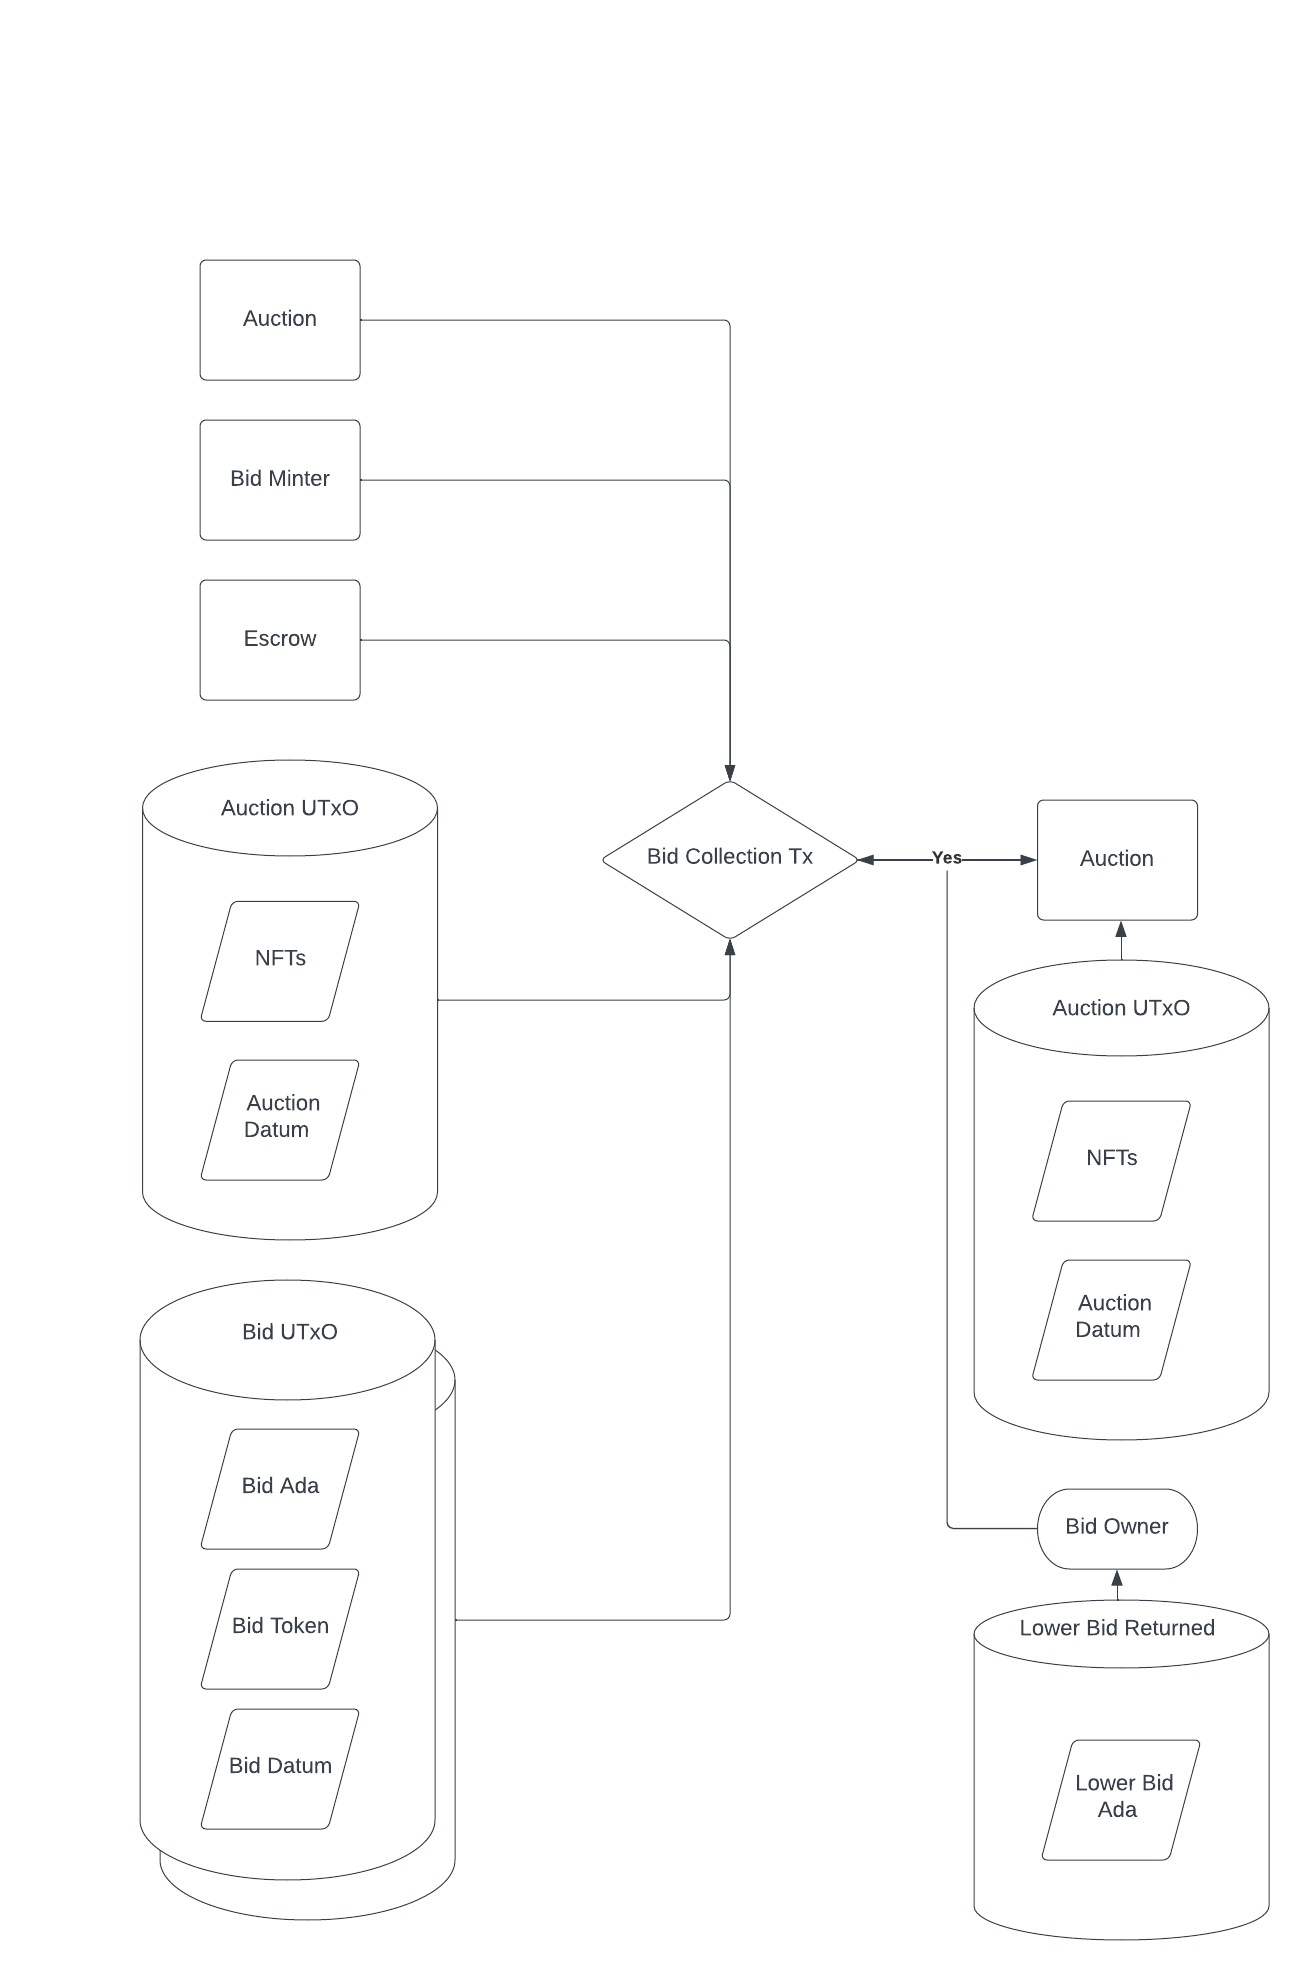 Auction
Bid Minter
Escrow
Auction UTxO
NFTs
Auction
Datum
Bid UTxO
Bid Ada
Bid Token
Bid Datum
Bid Collection Tx
Yes
Auction
Auction UTxO
NFTs
Auction
Datum
Bid Owner
Lower Bid Returned
Lower Bid
Ada